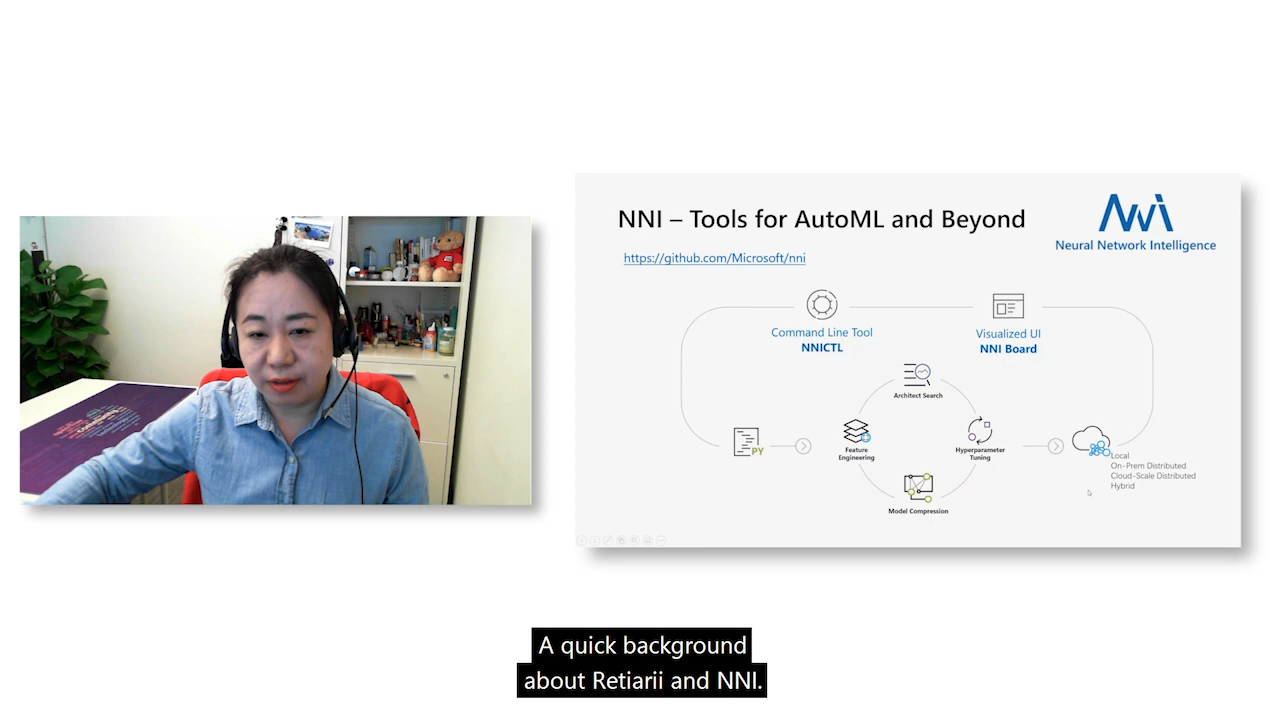 NNI – Tools for AutoML and Beyond
https://github.com/Microsoft/nni
NNi
Neural Network Intelligence
Command Line Tool
NNICTL
Visualized UI
NNI Board
Architect Search
PY
Feature
Engineering
Hyperparameter
Tuning
Model Compression
Local
On-Prem Distributed
Cloud-Scale Distributed
Hybrid
A quick background
about Retiarii and NNI.